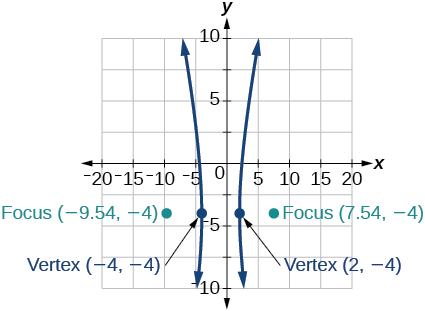 y
10
5
x
−20 −15 −10 −5 0 5 10 15 20
Focus (−9.54, −4)
Focus (7.54, −4)
−5
Vertex (−4, −4)
Vertex (2, −4)
−10